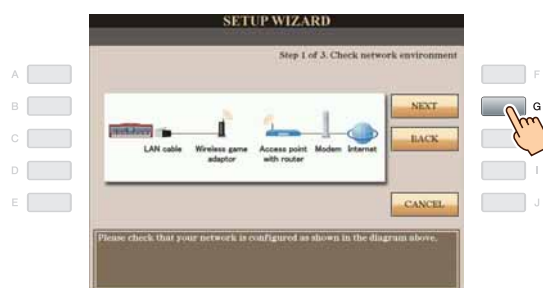 SETUP WIZARD
Step 1 of 3. Check network environment
A
F
B
NEXT
G
LAN cable
Wireless game
adaptor
Access point
with router
Modem
Internet
C
BACK
D
I
E
CANCEL
J
Please check that your network is configured as shown in the diagram above.